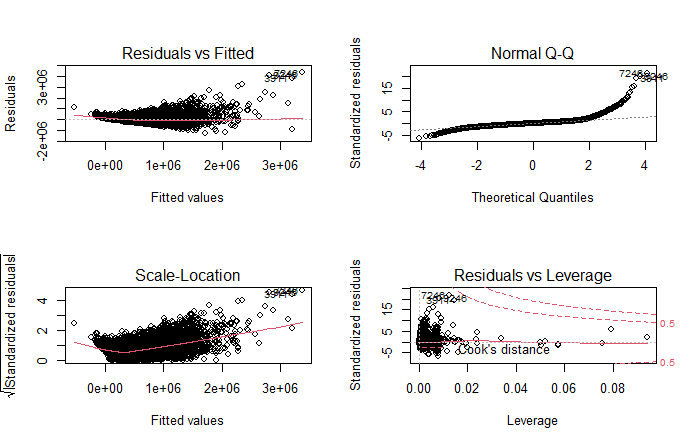 Residuals vs Fitted
Residuals
-2e+06
3e+06
0e+00
1e+06
2e+06
3e+06
Fitted values
Normal Q-Q
Standardized residuals
-5
5
15
-4
-2
0
2
4
Theoretical Quantiles
Scale-Location
√|Standardized residuals|
0
2
4
0e+00
1e+06
2e+06
3e+06
Fitted values
Residuals vs Leverage
Standardized residuals
-5
5
15
0.5
0.5
Cook's distance
0.00
0.02
0.04
0.06
0.08
Leverage